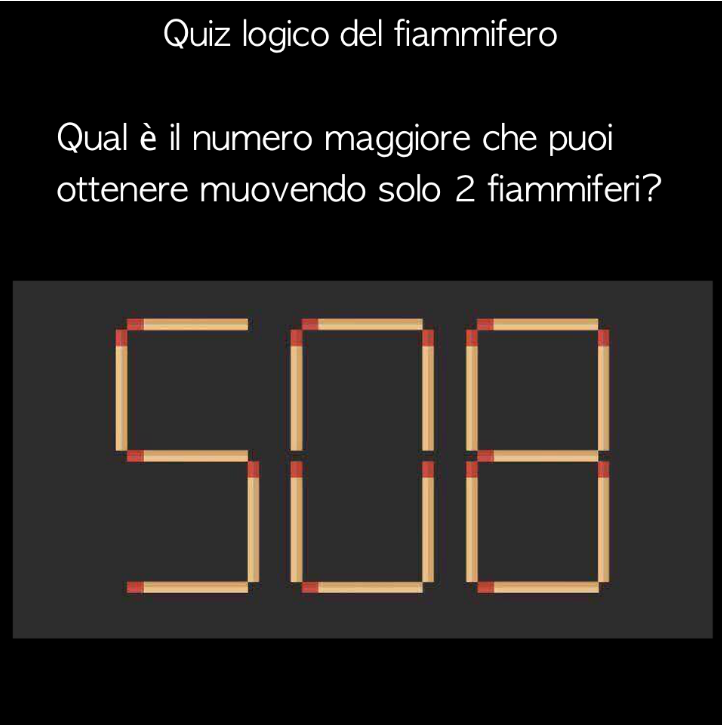 Quiz logico del fiammifero
Qual è il numero maggiore che puoi
ottenere muovendo solo 2 fiammiferi?
508